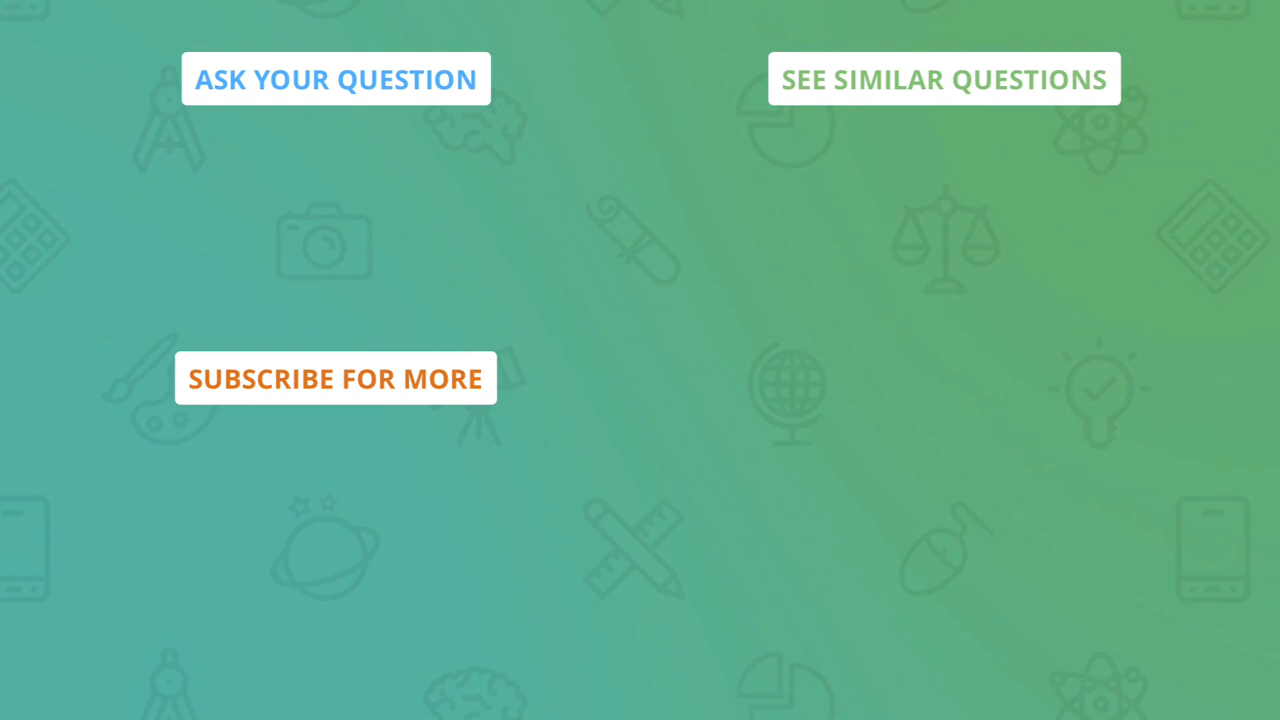 ASK YOUR QUESTION
SEE SIMILAR QUESTIONS
SUBSCRIBE FOR MORE